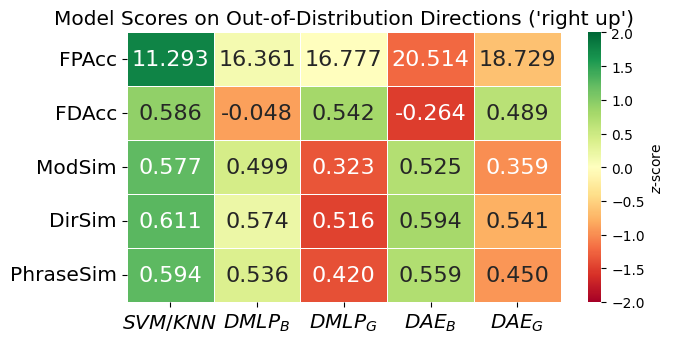 Model Scores on Out-of-Distribution Directions ('right up')
FPAcc 11.293 16.361 16.777 20.514 18.729
FDAcc 0.586 -0.048 0.542 -0.264 0.489
ModSim 0.577 0.499 0.323 0.525 0.359
DirSim 0.611 0.574 0.516 0.594 0.541
PhraseSim 0.594 0.536 0.420 0.559 0.450
SVM/KNN DMLP_B DMLP_G DAE_B DAE_G
2.0
1.5
1.0
0.5
0.0
−0.5
−1.0
−1.5
−2.0
z-score